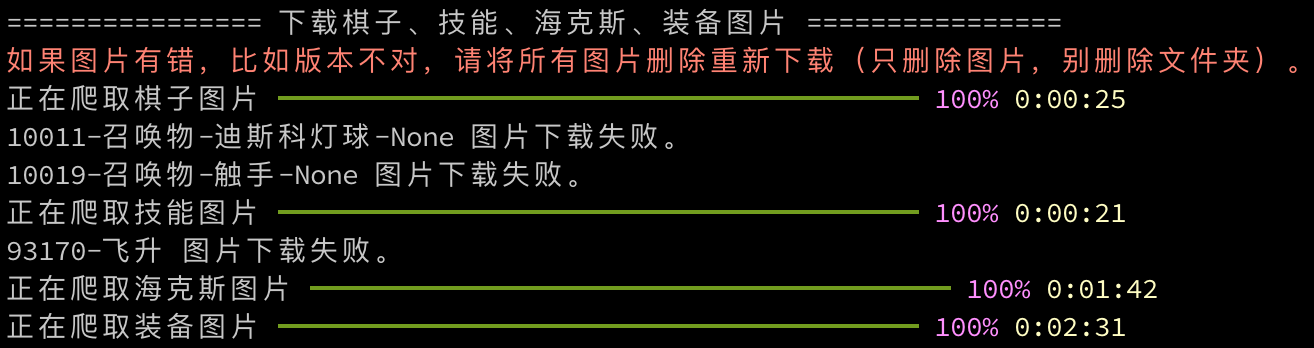 ================ 下载棋子、技能、海克斯、装备图片 ================
如果图片有错，比如版本不对，请将所有图片删除重新下载（只删除图片，别删除文件夹）。
正在爬取棋子图片 100% 0:00:25
10011-召唤物-迪斯科灯球-None 图片下载失败。
10019-召唤物-触手-None 图片下载失败。
正在爬取技能图片 100% 0:00:21
93170-飞升 图片下载失败。
正在爬取海克斯图片 100% 0:01:42
正在爬取装备图片 100% 0:02:31